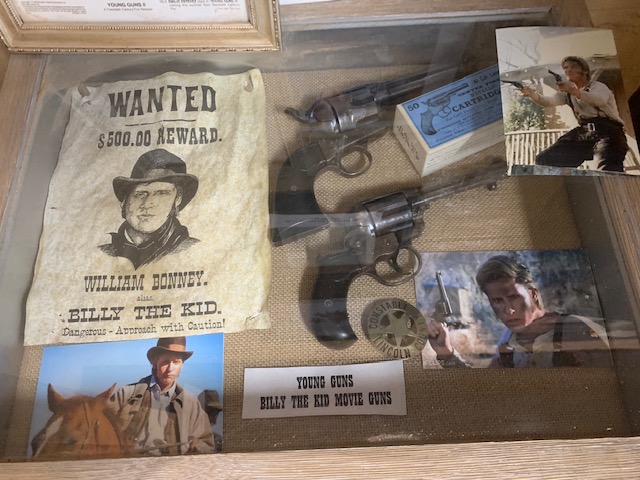 YOUNG GUNS II
WANTED
$500.00 REWARD.
WILLIAM BONNEY.
alias
BILLY THE KID.
Dangerous - Approach with Caution!
50
CARTRIDG
CONSTABLE
LINCOLN
YOUNG GUNS
BILLY THE KID MOVIE GUNS